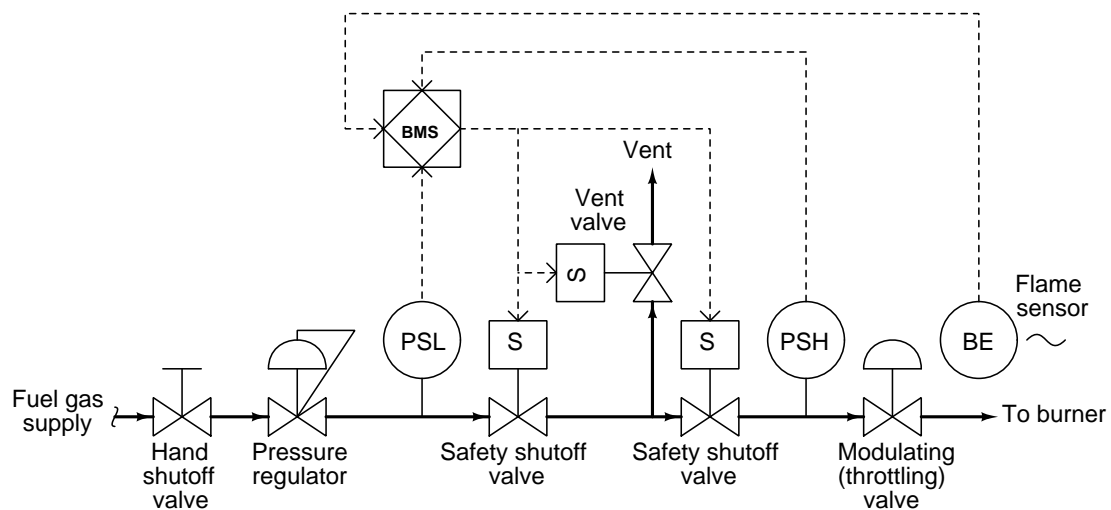 BMS
Vent
Vent
valve
S
Flame
sensor
PSL
S
S
PSH
BE
Fuel gas
supply
To burner
Hand
shutoff
valve
Pressure
regulator
Safety shutoff
valve
Safety shutoff
valve
Modulating
(throttling)
valve